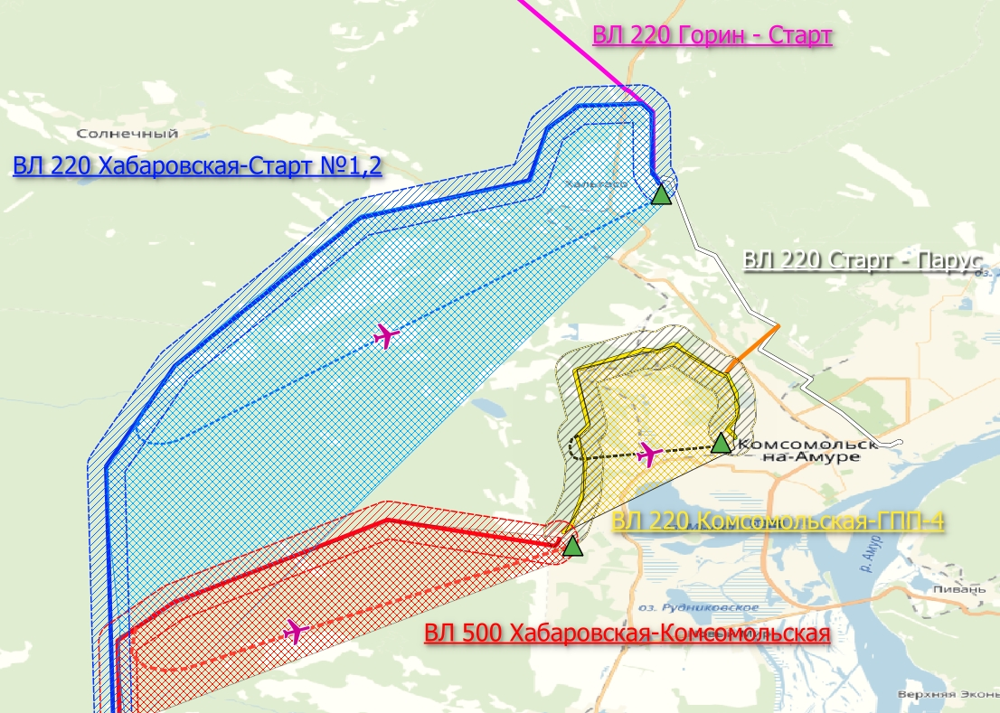 ВЛ 220 Горин - Старт
Солнечный
ВЛ 220 Хабаровская-Старт №1,2
Хальгасо
ВЛ 220 Старт - Парус
оз.
Комсомольск
на-Амуре
ВЛ 220 Комсомольская-ГПП-4
р. Амур
Пивань
оз. Рудниковское
ВЛ 500 Хабаровская-Комсомольская
Верхняя Эконь